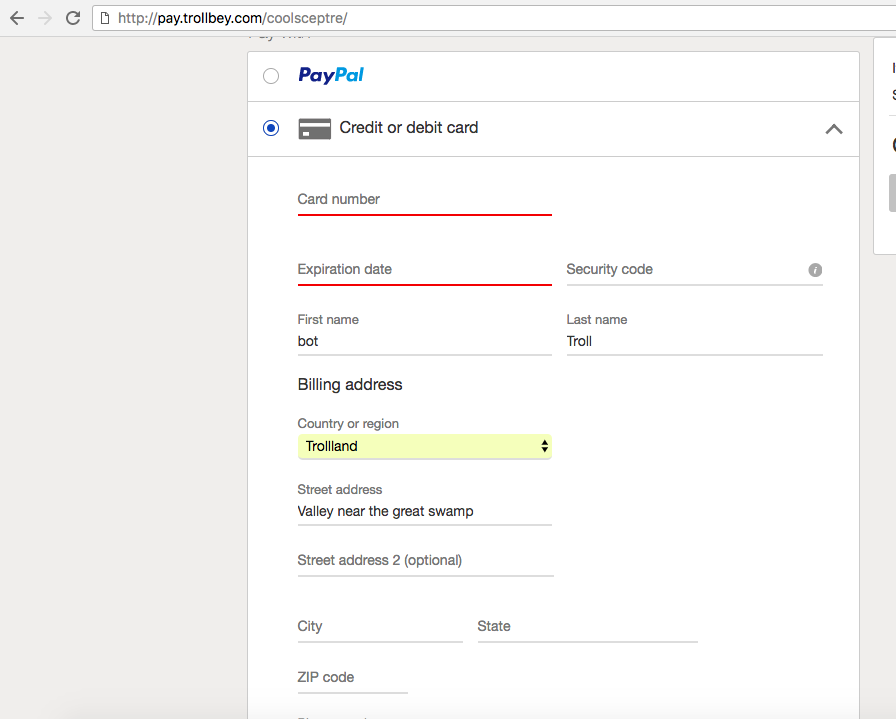 http://pay.trollbey.com/coolsceptre/
PayPal
Credit or debit card
Card number
Expiration date
Security code
First name
Last name
bot
Troll
Billing address
Country or region
Trollland
Street address
Valley near the great swamp
Street address 2 (optional)
City
State
ZIP code